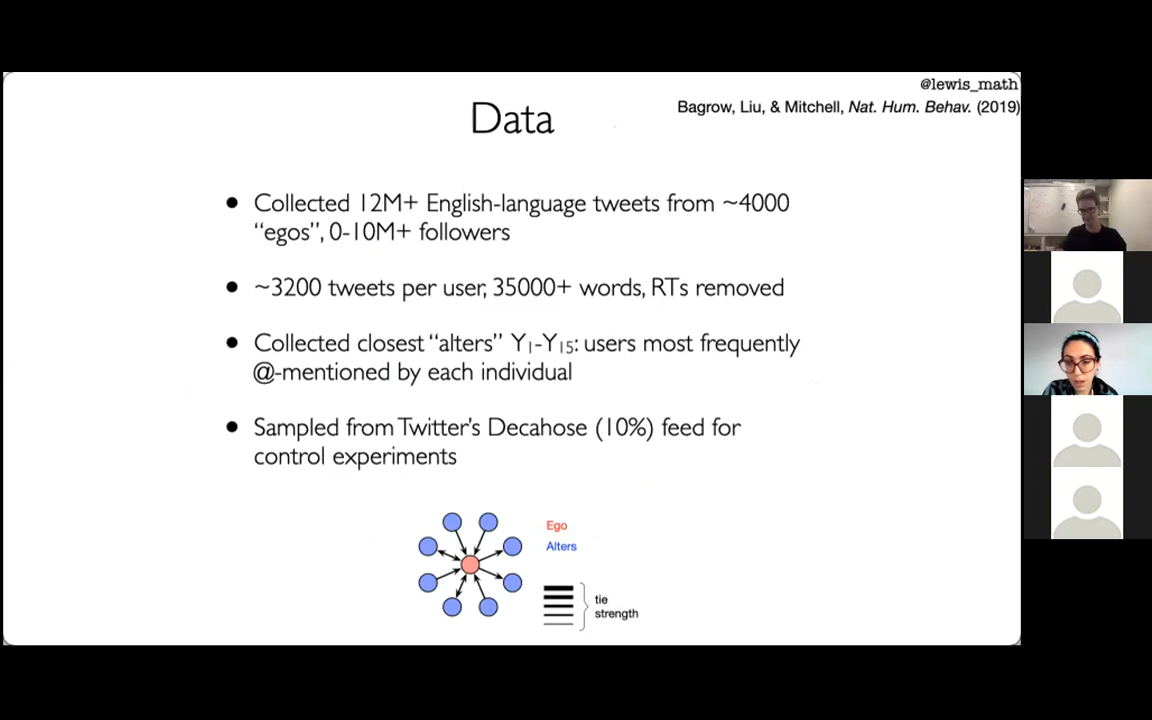 @lewis_math
Data
Bagrow, Liu, & Mitchell, Nat. Hum. Behav. (2019)
• Collected 12M+ English-language tweets from ~4000
“egos”, 0-10M+ followers
• ~3200 tweets per user, 35000+ words, RTs removed
• Collected closest “alters” Y₁-Y₁₅: users most frequently
@-mentioned by each individual
• Sampled from Twitter’s Decahose (10%) feed for
control experiments
Ego
Alters
tie
strength